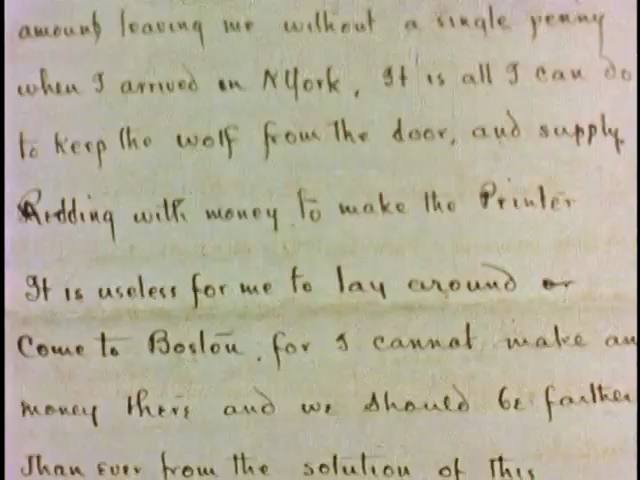 amount leaving me without a single penny
when I arrived in NYork, It is all I can do
to keep the wolf from the door, and supply
Redding with money to make the Printer
It is useless for me to lay around or
Come to Boston, for I cannot make an
money there and we should be farther
Than ever from the solution of this